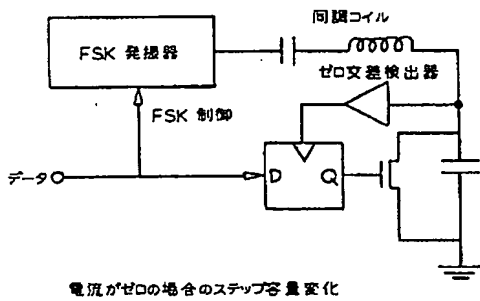 同調コイル
FSK 発振器
ゼロ交差検出器
FSK 制御
データ
D Q
電流がゼロの場合のステップ容量変化